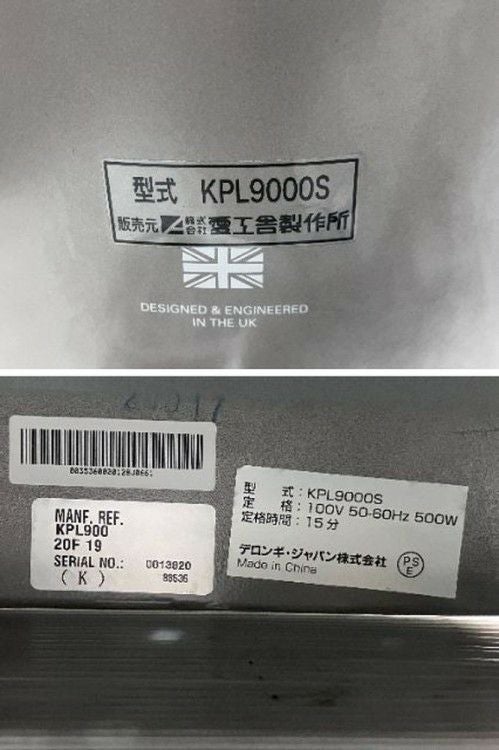 型式 KPL9000S
販売元 株式会社 愛工舎製作所
DESIGNED & ENGINEERED
IN THE UK
MANF. REF.
KPL900
20F 19
SERIAL NO.: 0013820
( K )
型 式 : KPL9000S
定 格 : 100V 50-60Hz 500W
定格時間 : 15分
デロンギ・ジャパン株式会社
Made in China
PS
E